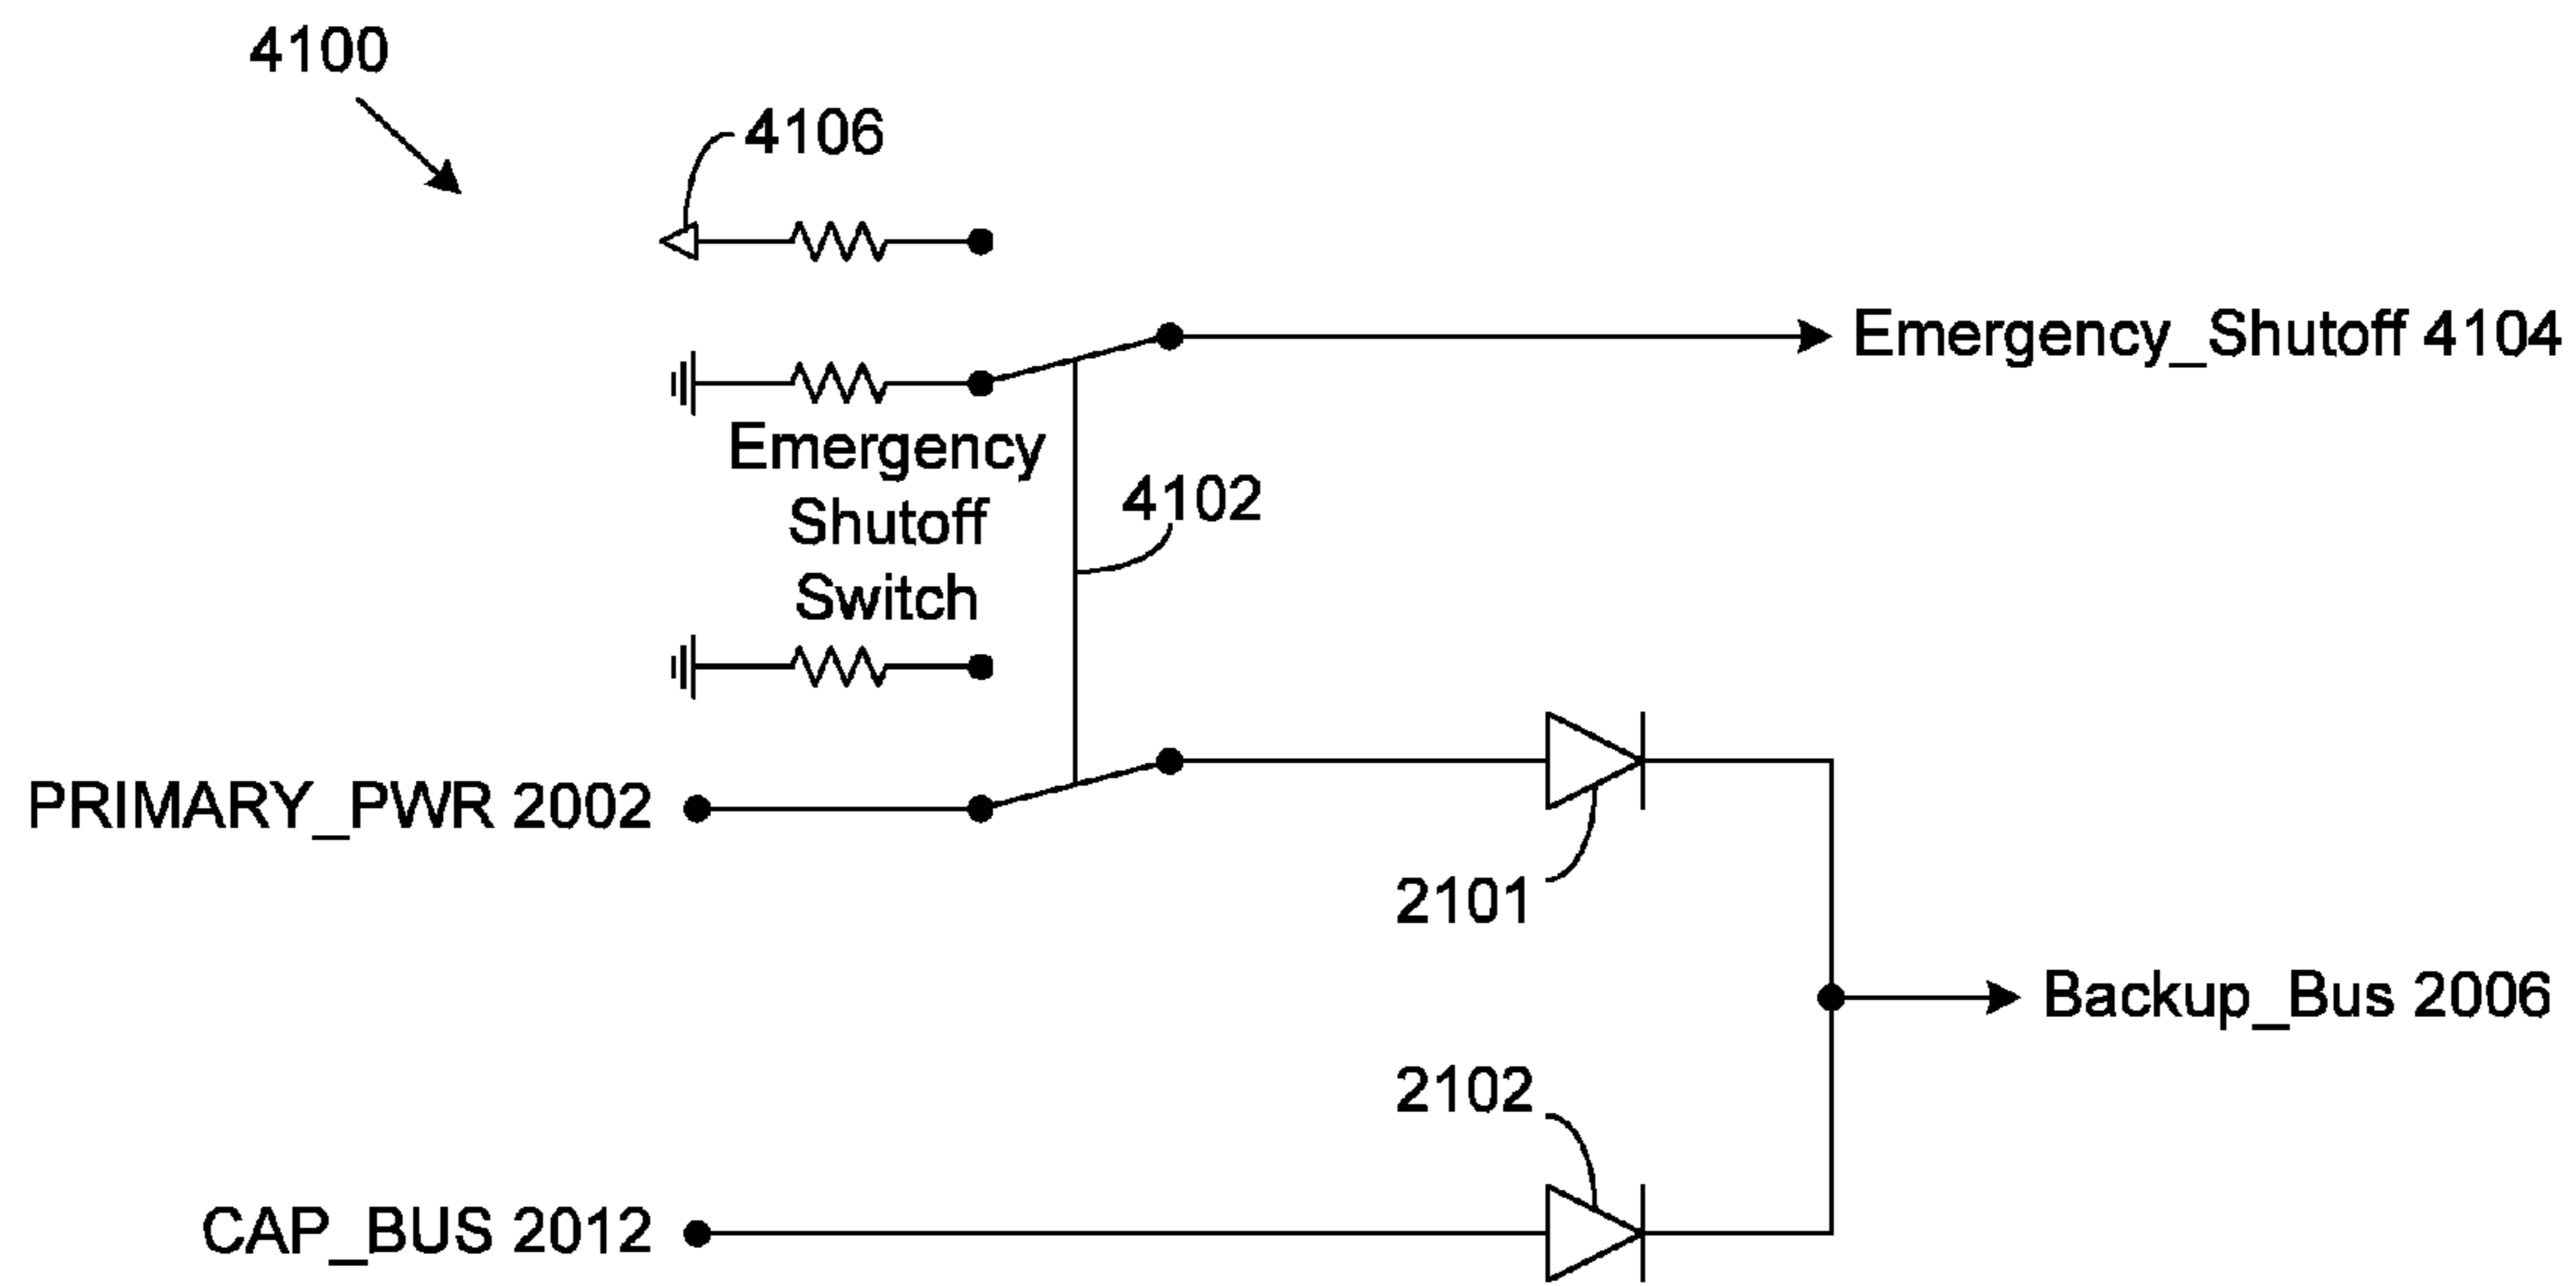 4100
4106
Emergency_Shutoff 4104
Emergency
Shutoff
Switch
4102
PRIMARY_PWR 2002
2101
Backup_Bus 2006
2102
CAP_BUS 2012